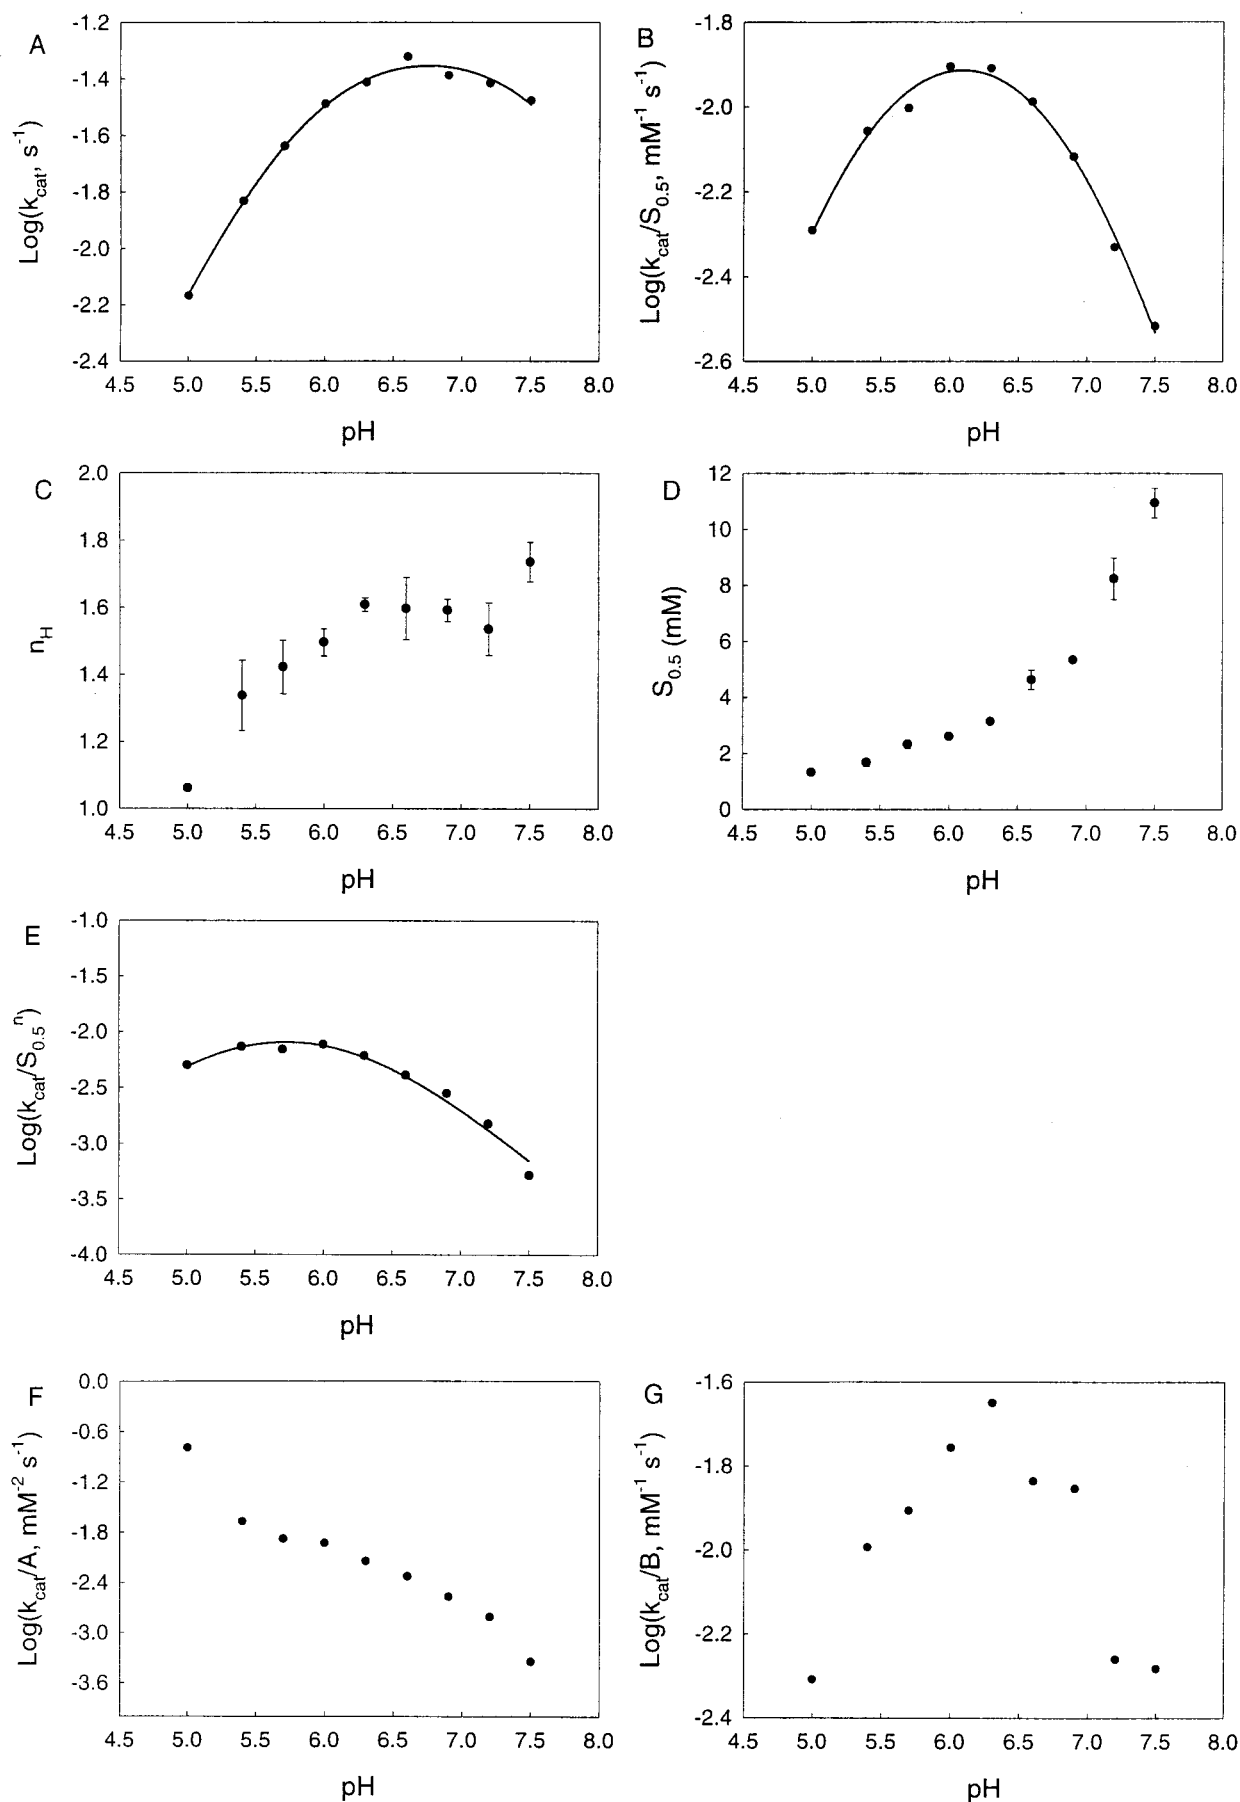 A
Log(k_cat, s⁻¹)
-1.2
-1.4
-1.6
-1.8
-2.0
-2.2
-2.4
4.5 5.0 5.5 6.0 6.5 7.0 7.5 8.0
pH
B
Log(k_cat/S_0.5, mM⁻¹ s⁻¹)
-1.8
-2.0
-2.2
-2.4
-2.6
4.5 5.0 5.5 6.0 6.5 7.0 7.5 8.0
pH
C
n_H
2.0
1.8
1.6
1.4
1.2
1.0
4.5 5.0 5.5 6.0 6.5 7.0 7.5 8.0
pH
D
S_0.5 (mM)
12
10
8
6
4
2
0
4.5 5.0 5.5 6.0 6.5 7.0 7.5 8.0
pH
E
Log(k_cat/S_0.5ⁿ)
-1.0
-1.5
-2.0
-2.5
-3.0
-3.5
-4.0
4.5 5.0 5.5 6.0 6.5 7.0 7.5 8.0
pH
F
Log(k_cat/A, mM⁻² s⁻¹)
0.0
-0.6
-1.2
-1.8
-2.4
-3.0
-3.6
4.5 5.0 5.5 6.0 6.5 7.0 7.5 8.0
pH
G
Log(k_cat/B, mM⁻¹ s⁻¹)
-1.6
-1.8
-2.0
-2.2
-2.4
4.5 5.0 5.5 6.0 6.5 7.0 7.5 8.0
pH